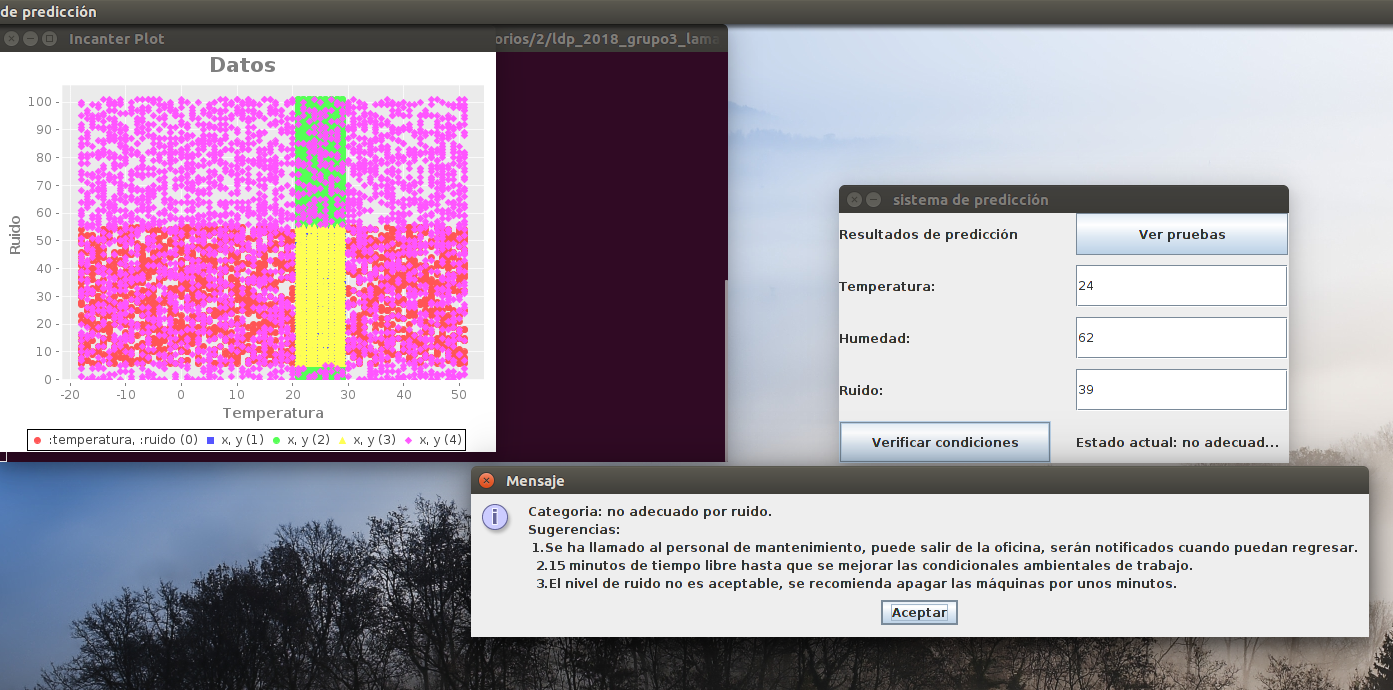 de predicción
Incanter Plot
orios/2/ldp_2018_grupo3_lama
Datos
100
90
80
70
60
50
40
30
20
10
0
Ruido
-20 -10 0 10 20 30 40 50
Temperatura
:temperatura, :ruido (0) x, y (1) x, y (2) x, y (3) x, y (4)
sistema de predicción
Resultados de predicción Ver pruebas
Temperatura: 24
Humedad: 62
Ruido: 39
Verificar condiciones Estado actual: no adecuad...
Mensaje
Categoria: no adecuado por ruido.
Sugerencias:
1.Se ha llamado al personal de mantenimiento, puede salir de la oficina, serán notificados cuando puedan regresar.
2.15 minutos de tiempo libre hasta que se mejorar las condicionales ambientales de trabajo.
3.El nivel de ruido no es aceptable, se recomienda apagar las máquinas por unos minutos.
Aceptar